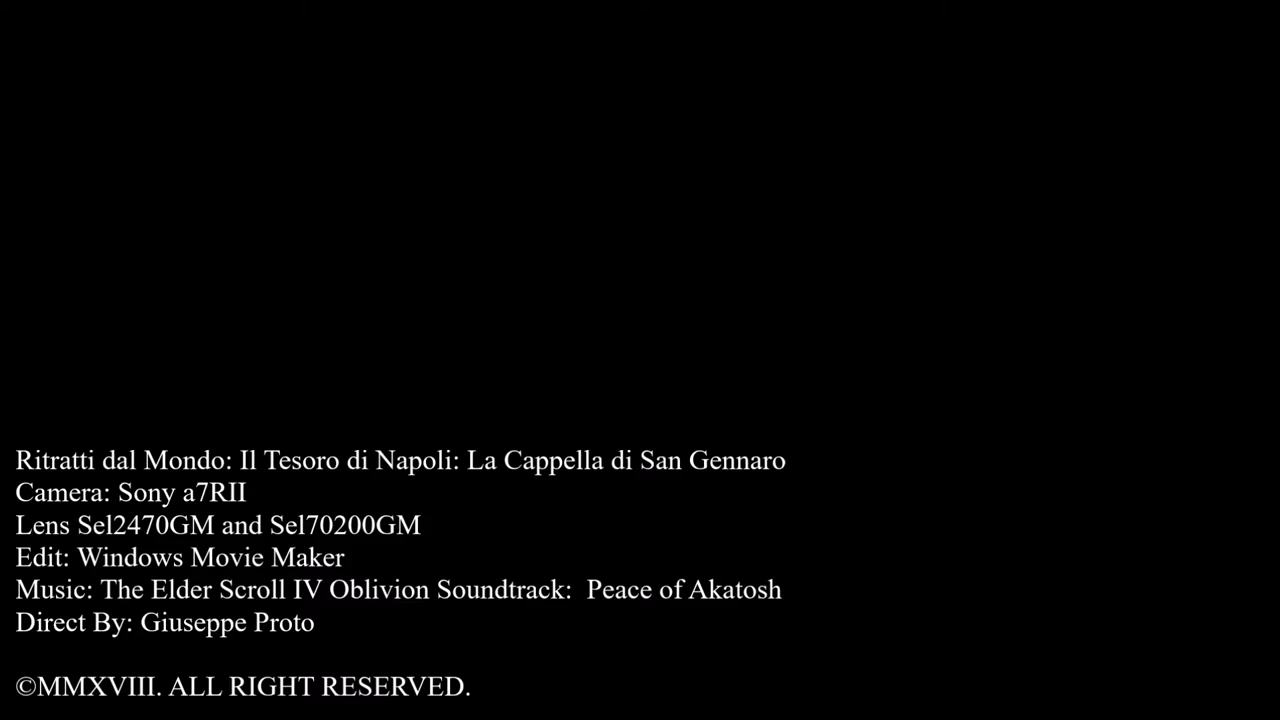 Ritratti dal Mondo: Il Tesoro di Napoli: La Cappella di San Gennaro
Camera: Sony a7RII
Lens Sel2470GM and Sel70200GM
Edit: Windows Movie Maker
Music: The Elder Scroll IV Oblivion Soundtrack:  Peace of Akatosh
Direct By: Giuseppe Proto
©MMXVIII. ALL RIGHT RESERVED.